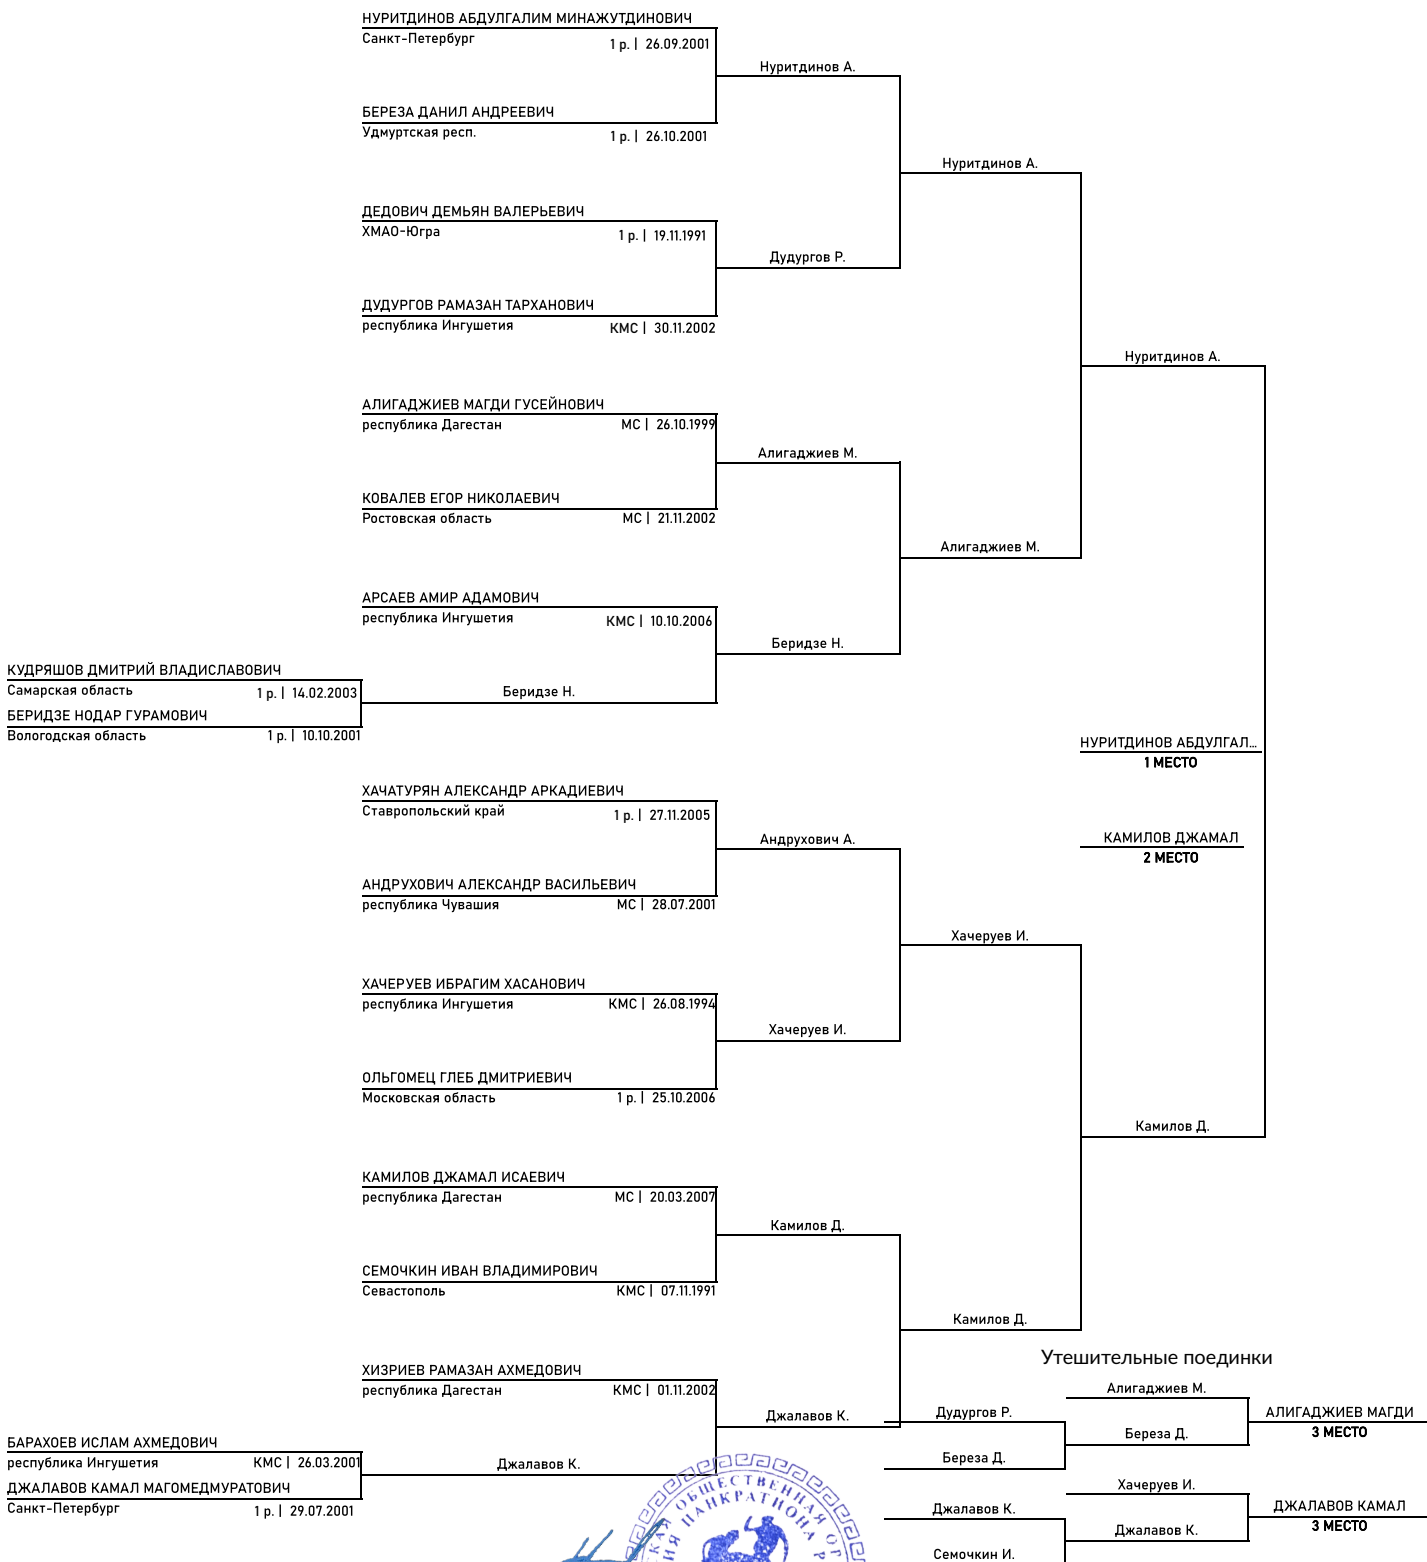 НУРИТДИНОВ АБДУЛГАЛИМ МИНАЖУТДИНОВИЧ
Санкт-Петербург 1 р. | 26.09.2001
Нуритдинов А.
БЕРЕЗА ДАНИЛ АНДРЕЕВИЧ
Удмуртская респ. 1 р. | 26.10.2001
Нуритдинов А.
ДЕДОВИЧ ДЕМЬЯН ВАЛЕРЬЕВИЧ
ХМАО-Югра 1 р. | 19.11.1991
Дудургов Р.
ДУДУРГОВ РАМАЗАН ТАРХАНОВИЧ
республика Ингушетия КМС | 30.11.2002
Нуритдинов А.
АЛИГАДЖИЕВ МАГДИ ГУСЕЙНОВИЧ
республика Дагестан МС | 26.10.1999
Алигаджиев М.
КОВАЛЕВ ЕГОР НИКОЛАЕВИЧ
Ростовская область МС | 21.11.2002
Алигаджиев М.
АРСАЕВ АМИР АДАМОВИЧ
республика Ингушетия КМС | 10.10.2006
Беридзе Н.
КУДРЯШОВ ДМИТРИЙ ВЛАДИСЛАВОВИЧ
Самарская область 1 р. | 14.02.2003
Беридзе Н.
БЕРИДЗЕ НОДАР ГУРАМОВИЧ
Вологодская область 1 р. | 10.10.2001
НУРИТДИНОВ АБДУЛГАЛ...
1 МЕСТО
ХАЧАТУРЯН АЛЕКСАНДР АРКАДИЕВИЧ
Ставропольский край 1 р. | 27.11.2005
Андрухович А.
КАМИЛОВ ДЖАМАЛ
2 МЕСТО
АНДРУХОВИЧ АЛЕКСАНДР ВАСИЛЬЕВИЧ
республика Чувашия МС | 28.07.2001
Хачеруев И.
ХАЧЕРУЕВ ИБРАГИМ ХАСАНОВИЧ
республика Ингушетия КМС | 26.08.1994
Хачеруев И.
ОЛЬГОМЕЦ ГЛЕБ ДМИТРИЕВИЧ
Московская область 1 р. | 25.10.2006
Камилов Д.
КАМИЛОВ ДЖАМАЛ ИСАЕВИЧ
республика Дагестан МС | 20.03.2007
Камилов Д.
СЕМОЧКИН ИВАН ВЛАДИМИРОВИЧ
Севастополь КМС | 07.11.1991
Камилов Д.
Утешительные поединки
ХИЗРИЕВ РАМАЗАН АХМЕДОВИЧ
республика Дагестан КМС | 01.11.2002
Алигаджиев М.
Джалавов К.
Дудургов Р.
АЛИГАДЖИЕВ МАГДИ
3 МЕСТО
Береза Д.
БАРАХОЕВ ИСЛАМ АХМЕДОВИЧ
республика Ингушетия КМС | 26.03.2001
Джалавов К.
Береза Д.
ДЖАЛАВОВ КАМАЛ МАГОМЕДМУРАТОВИЧ
Санкт-Петербург 1 р. | 29.07.2001
Хачеруев И.
Джалавов К.
ДЖАЛАВОВ КАМАЛ
3 МЕСТО
Джалавов К.
Семочкин И.
ОБЩЕСТВЕННАЯ
ПАНКРАТИОНА